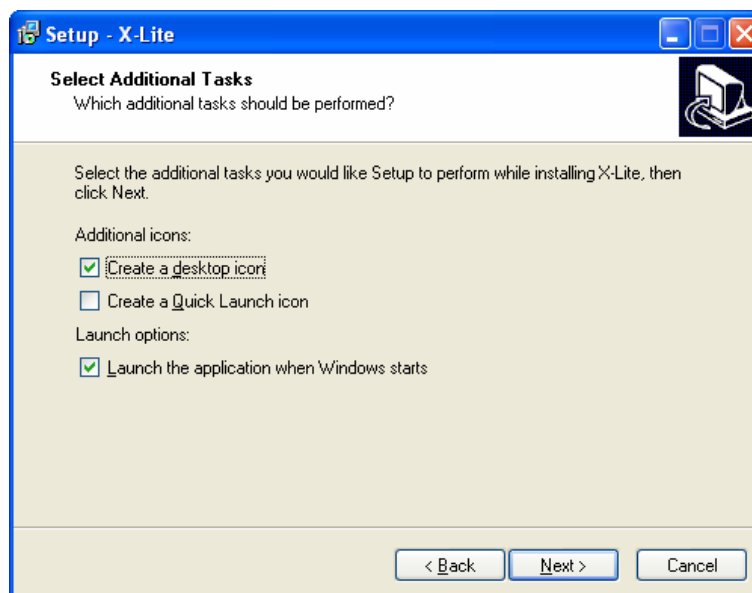 Setup - X-Lite
Select Additional Tasks
Which additional tasks should be performed?
Select the additional tasks you would like Setup to perform while installing X-Lite, then
click Next.
Additional icons:
Create a desktop icon
Create a Quick Launch icon
Launch options:
Launch the application when Windows starts
< Back
Next >
Cancel